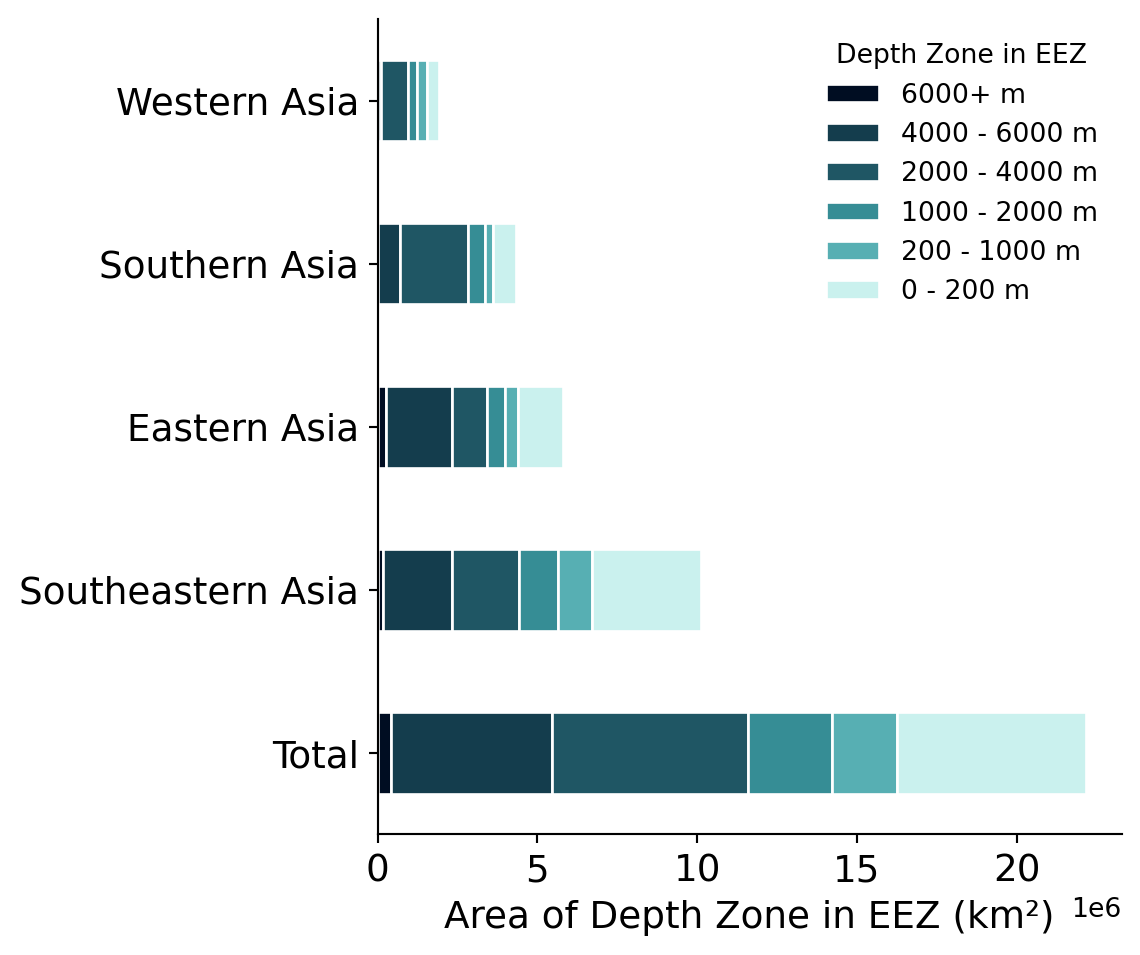 Depth Zone in EEZ
6000+ m
4000 - 6000 m
2000 - 4000 m
1000 - 2000 m
200 - 1000 m
0 - 200 m
Western Asia
Southern Asia
Eastern Asia
Southeastern Asia
Total
0 5 10 15 20
Area of Depth Zone in EEZ (km²) 1e6